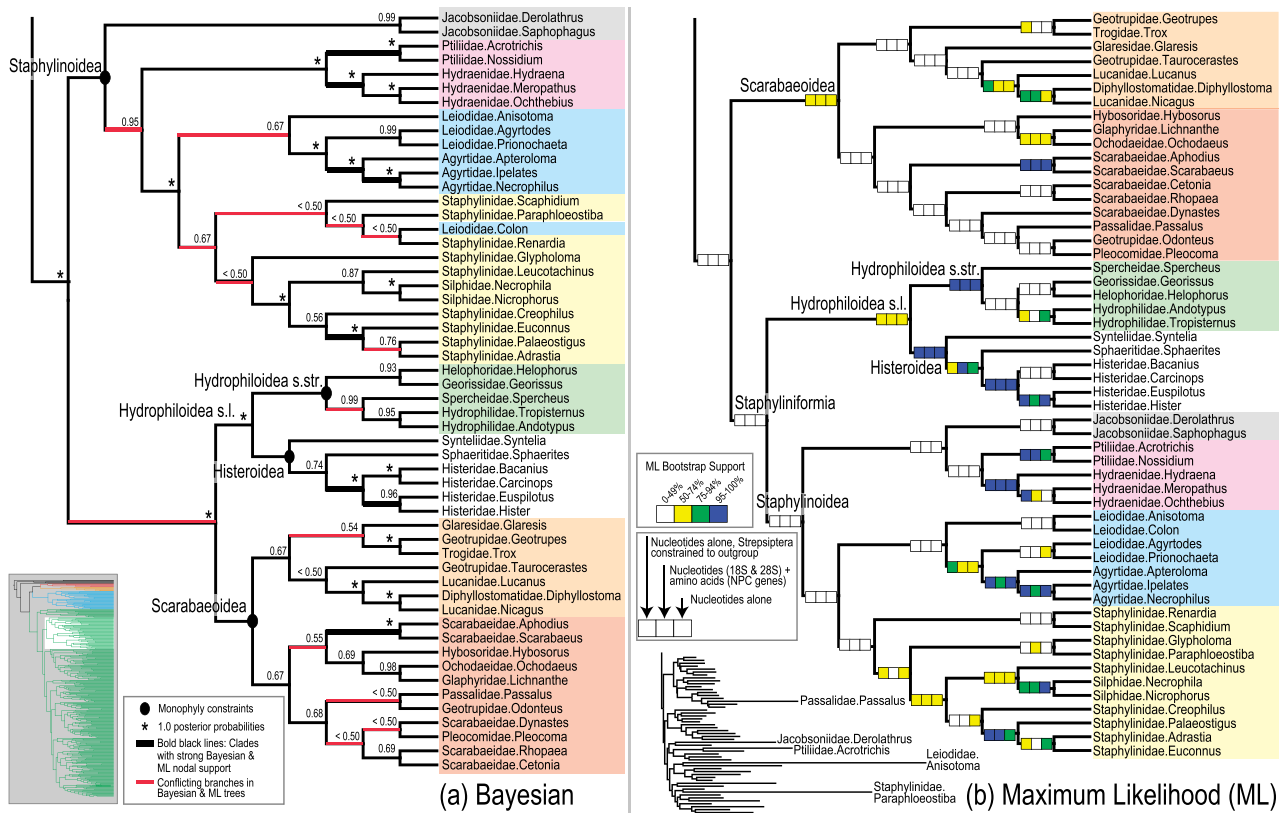 Staphylinoidea
0.99
Jacobsoniidae.Derolathrus
Jacobsoniidae.Saphophagus
*
Ptiliidae.Acrotrichis
Ptiliidae.Nossidium
*
*
Hydraenidae.Hydraena
*
Hydraenidae.Meropathus
Hydraenidae.Ochthebius
0.95
0.67
Leiodidae.Anisotoma
0.99
Leiodidae.Agyrtodes
*
Leiodidae.Prionochaeta
*
Agyrtidae.Apteroloma
*
Agyrtidae.Ipelates
*
Agyrtidae.Necrophilus
< 0.50
Staphylinidae.Scaphidium
< 0.50
Staphylinidae.Paraphloeostiba
< 0.50
Leiodidae.Colon
0.67
Staphylinidae.Renardia
< 0.50
Staphylinidae.Glypholoma
0.87
Staphylinidae.Leucotachinus
*
Silphidae.Necrophila
*
Silphidae.Nicrophorus
0.56
Staphylinidae.Creophilus
*
Staphylinidae.Euconnus
0.76
Staphylinidae.Palaeostigus
Staphylinidae.Adrastia
*
Hydrophiloidea s.str.
0.93
Helophoridae.Helophorus
Georissidae.Georissus
Hydrophiloidea s.l.
0.99
Spercheidae.Spercheus
*
0.95
Hydrophilidae.Tropisternus
Hydrophilidae.Andotypus
Histeroidea
Synteliidae.Syntelia
0.74
Sphaeritidae.Sphaerites
*
Histeridae.Bacanius
*
Histeridae.Carcinops
0.96
Histeridae.Euspilotus
Histeridae.Hister
*
0.54
Glaresidae.Glaresis
*
Geotrupidae.Geotrupes
0.67
Trogidae.Trox
< 0.50
Geotrupidae.Taurocerastes
*
Lucanidae.Lucanus
*
Diphyllostomatidae.Diphyllostoma
Lucanidae.Nicagus
Scarabaeoidea
0.55
*
Scarabaeidae.Aphodius
Scarabaeidae.Scarabaeus
0.69
Hybosoridae.Hybosorus
0.98
Ochodaeidae.Ochodaeus
0.67
Glaphyridae.Lichnanthe
< 0.50
Passalidae.Passalus
0.68
Geotrupidae.Odonteus
< 0.50
Scarabaeidae.Dynastes
< 0.50
Pleocomidae.Pleocoma
0.69
Scarabaeidae.Rhopaea
Scarabaeidae.Cetonia
Monophyly constraints
* 1.0 posterior probabilities
Bold black lines: Clades
with strong Bayesian &
ML nodal support
Conflicting branches in
Bayesian & ML trees
(a) Bayesian
Geotrupidae.Geotrupes
Trogidae.Trox
Glaresidae.Glaresis
Geotrupidae.Taurocerastes
Lucanidae.Lucanus
Diphyllostomatidae.Diphyllostoma
Lucanidae.Nicagus
Scarabaeoidea
Hybosoridae.Hybosorus
Glaphyridae.Lichnanthe
Ochodaeidae.Ochodaeus
Scarabaeidae.Aphodius
Scarabaeidae.Scarabaeus
Scarabaeidae.Cetonia
Scarabaeidae.Rhopaea
Scarabaeidae.Dynastes
Passalidae.Passalus
Geotrupidae.Odonteus
Pleocomidae.Pleocoma
Hydrophiloidea s.str.
Spercheidae.Spercheus
Georissidae.Georissus
Helophoridae.Helophorus
Hydrophilidae.Andotypus
Hydrophilidae.Tropisternus
Hydrophiloidea s.l.
Synteliidae.Syntelia
Sphaeritidae.Sphaerites
Histeroidea
Histeridae.Bacanius
Histeridae.Carcinops
Histeridae.Euspilotus
Histeridae.Hister
Staphyliniformia
Jacobsoniidae.Derolathrus
Jacobsoniidae.Saphophagus
Ptiliidae.Acrotrichis
Ptiliidae.Nossidium
Hydraenidae.Hydraena
Hydraenidae.Meropathus
Hydraenidae.Ochthebius
Staphylinoidea
Leiodidae.Anisotoma
Leiodidae.Colon
Leiodidae.Agyrtodes
Leiodidae.Prionochaeta
Agyrtidae.Apteroloma
Agyrtidae.Ipelates
Agyrtidae.Necrophilus
Staphylinidae.Renardia
Staphylinidae.Scaphidium
Staphylinidae.Glypholoma
Staphylinidae.Paraphloeostiba
Staphylinidae.Leucotachinus
Silphidae.Necrophila
Silphidae.Nicrophorus
Staphylinidae.Creophilus
Staphylinidae.Palaeostigus
Staphylinidae.Adrastia
Staphylinidae.Euconnus
ML Bootstrap Support
0-49%
50-74%
75-94%
95-100%
Nucleotides alone, Strepsiptera
constrained to outgroup
Nucleotides (18S & 28S) +
amino acids (NPC genes)
Nucleotides alone
Passalidae.Passalus
Jacobsoniidae.Derolathrus
Ptiliidae.Acrotrichis
Leiodidae.
Anisotoma
Staphylinidae.
Paraphloeostiba
(b) Maximum Likelihood (ML)